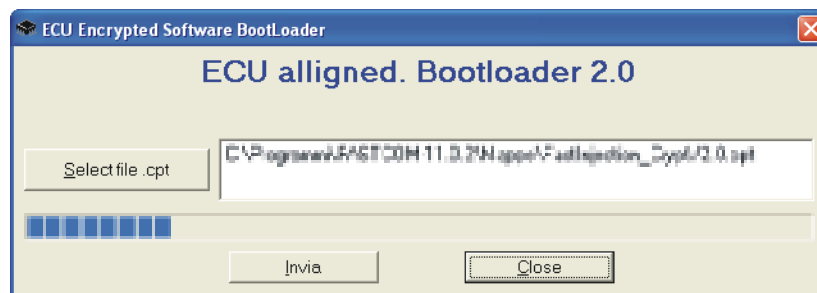 ECU Encrypted Software BootLoader
ECU alligned. Bootloader 2.0
Select file .cpt
Invia
Close